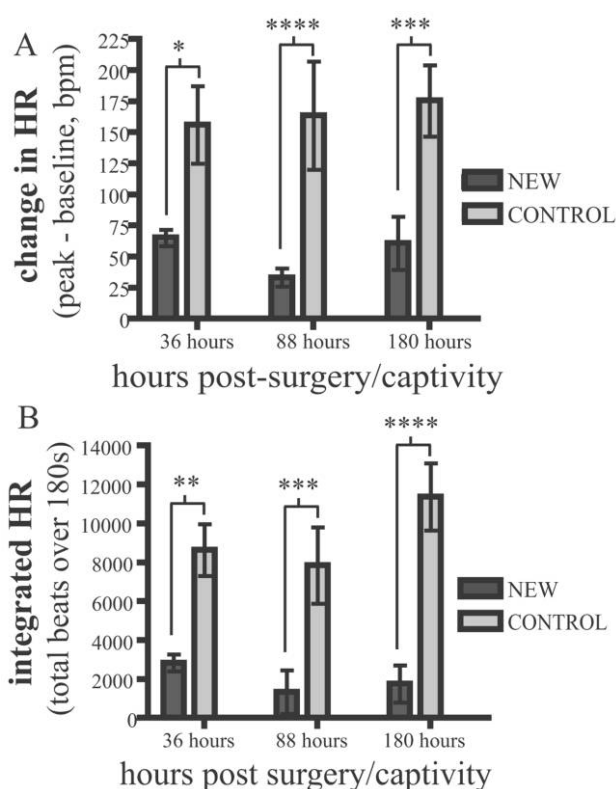 A
change in HR
(peak - baseline, bpm)
* **** ***
225
200
175
150
125
100
75
50
25
0
NEW
CONTROL
36 hours 88 hours 180 hours
hours post-surgery/captivity
B
integrated HR
(total beats over 180s)
** *** ****
14000
12000
10000
8000
6000
4000
2000
0
NEW
CONTROL
36 hours 88 hours 180 hours
hours post surgery/captivity